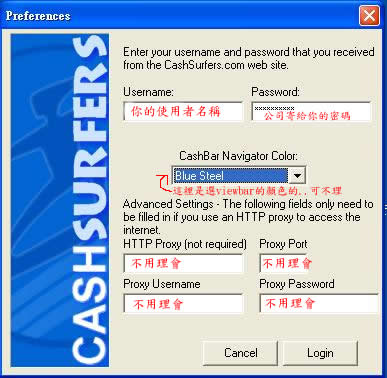 Preferences
CASHSURFERS
Enter your username and password that you received
from the CashSurfers.com web site.
Username:
Password:
你的使用者名稱
xxxxxxxxxx
公司寄給你的密碼
CashBar Navigator Color:
Blue Steel
這裡是選viewbar的顏色的..可不理
Advanced Settings - The following fields only need to
be filled in if you use an HTTP proxy to access the
internet.
HTTP Proxy (not required)
Proxy Port
不用理會
不用理會
Proxy Username
Proxy Password
不用理會
不用理會
Cancel
Login